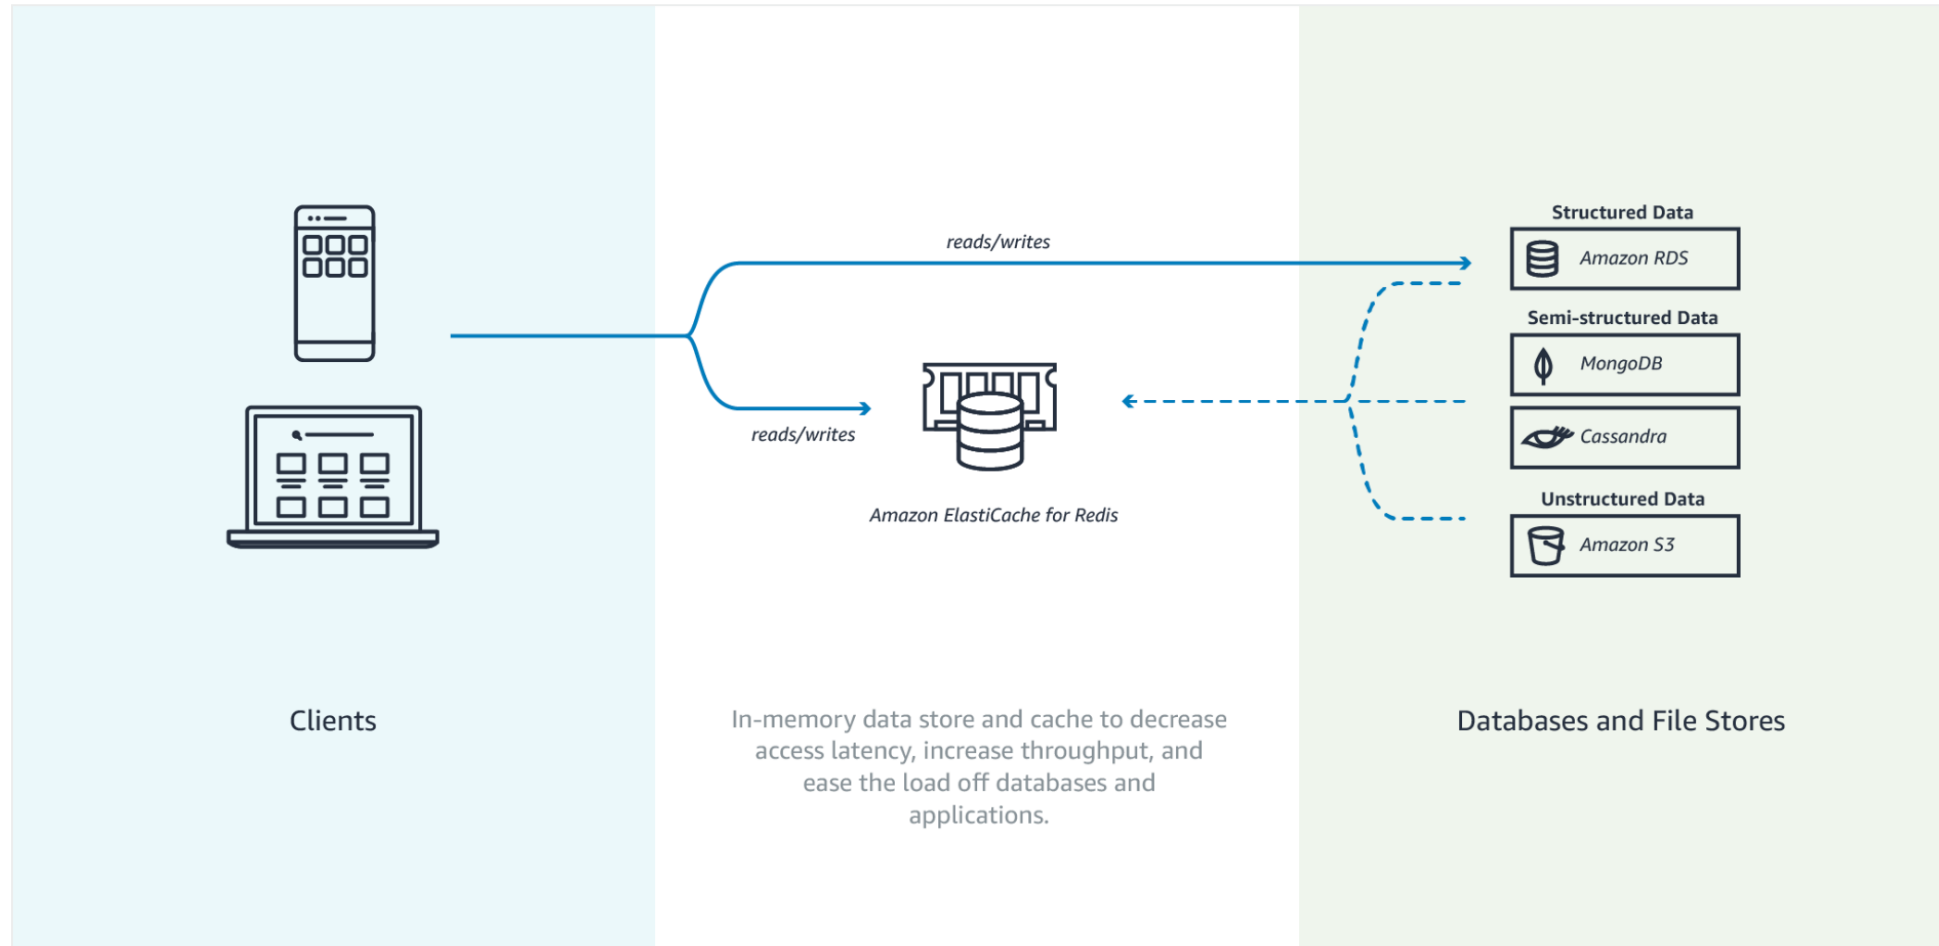 reads/writes
reads/writes
Amazon ElastiCache for Redis
Structured Data
Amazon RDS
Semi-structured Data
MongoDB
Cassandra
Unstructured Data
Amazon S3
Clients
In-memory data store and cache to decrease
access latency, increase throughput, and
ease the load off databases and
applications.
Databases and File Stores